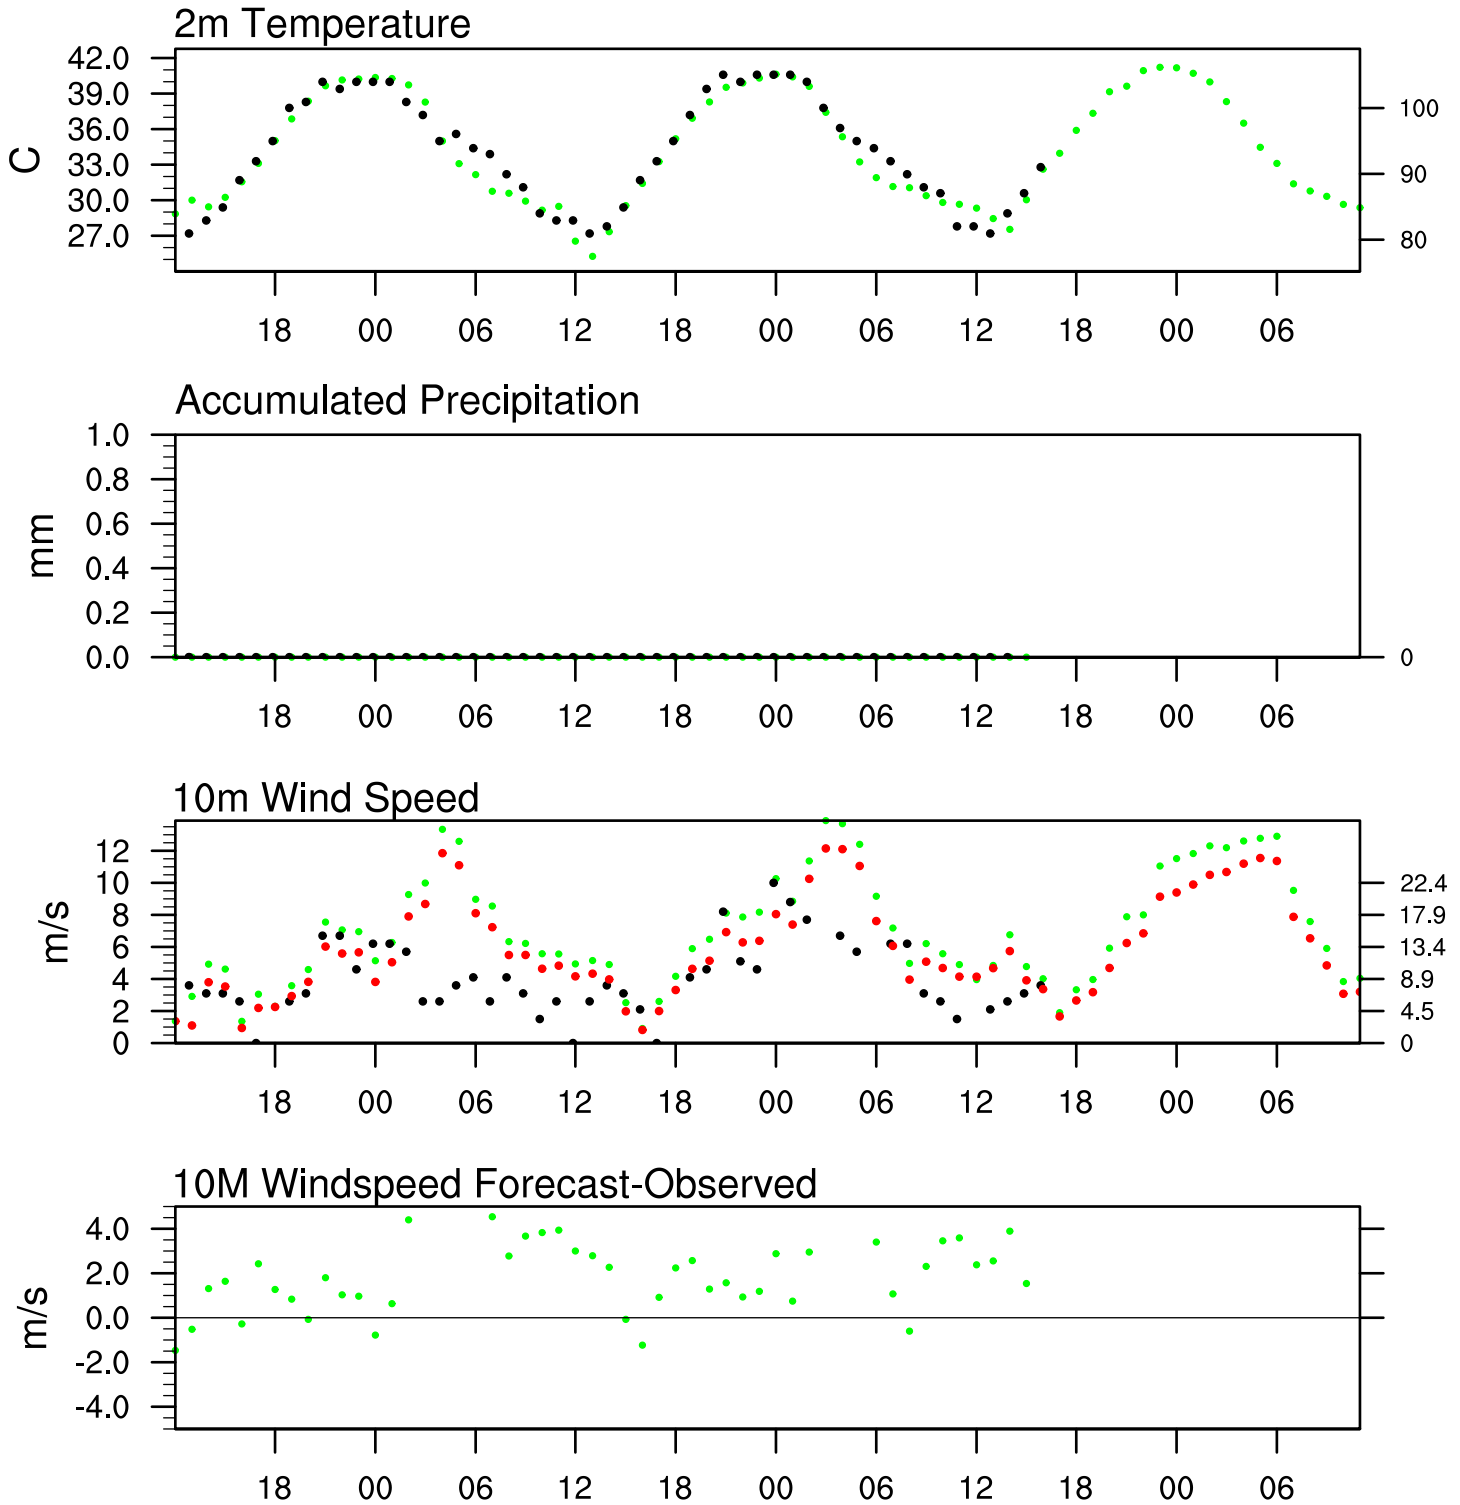 2m Temperature
42.0
39.0
36.0
33.0
30.0
27.0
C
100
90
80
18 00 06 12 18 00 06 12 18 00 06
Accumulated Precipitation
1.0
0.8
0.6
0.4
0.2
0.0
mm
0
18 00 06 12 18 00 06 12 18 00 06
10m Wind Speed
12
10
8
6
4
2
0
m/s
22.4
17.9
13.4
8.9
4.5
0
18 00 06 12 18 00 06 12 18 00 06
10M Windspeed Forecast-Observed
4.0
2.0
0.0
-2.0
-4.0
m/s
18 00 06 12 18 00 06 12 18 00 06